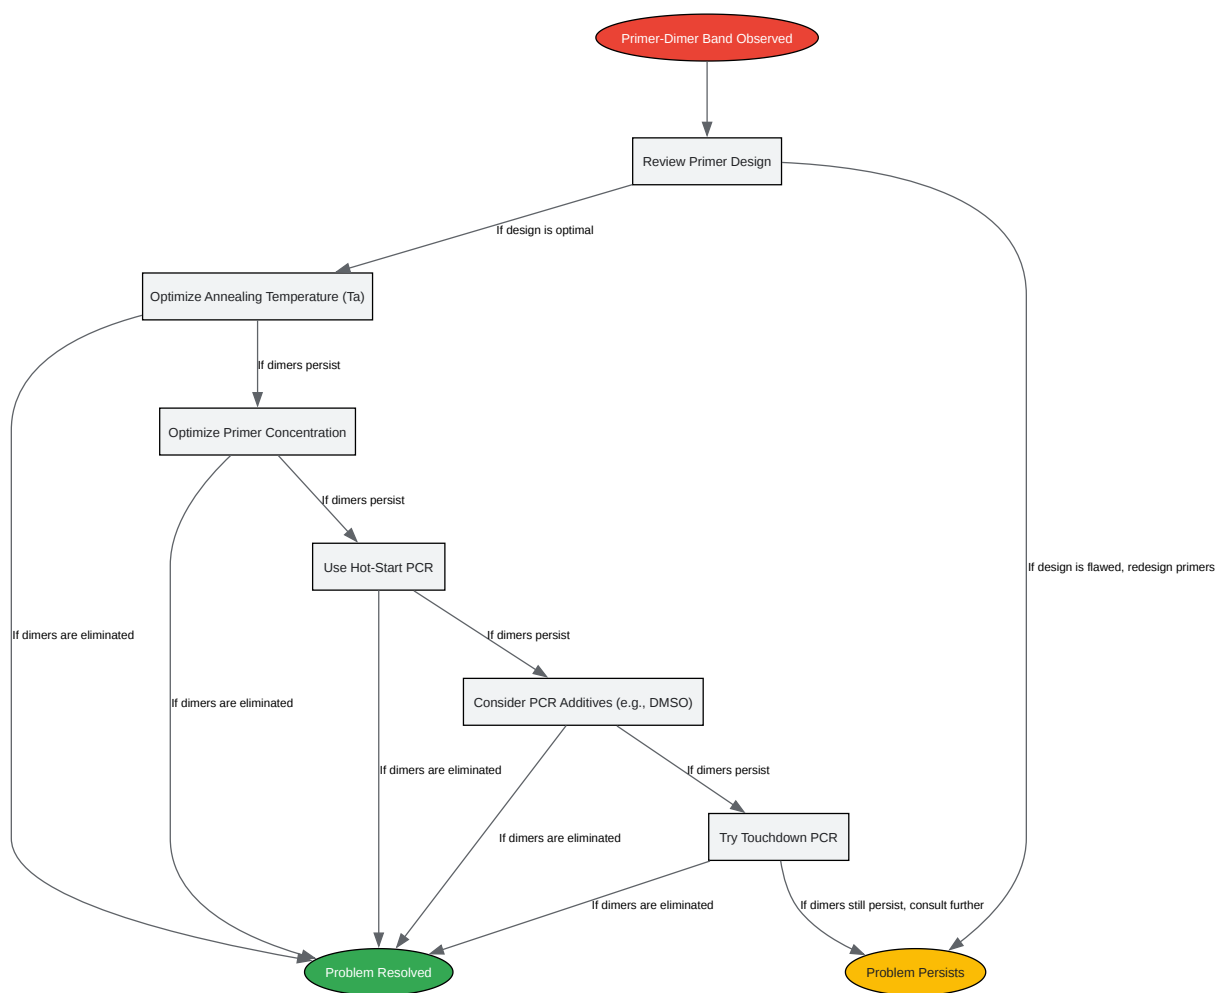 Primer-Dimer Band Observed
Review Primer Design
If design is optimal
Optimize Annealing Temperature (Ta)
If dimers persist
Optimize Primer Concentration
If dimers persist
Use Hot-Start PCR
If design is flawed, redesign primers
If dimers are eliminated
If dimers persist
Consider PCR Additives (e.g., DMSO)
If dimers are eliminated
If dimers are eliminated
If dimers persist
Try Touchdown PCR
If dimers are eliminated
If dimers are eliminated
If dimers still persist, consult further
Problem Resolved
Problem Persists